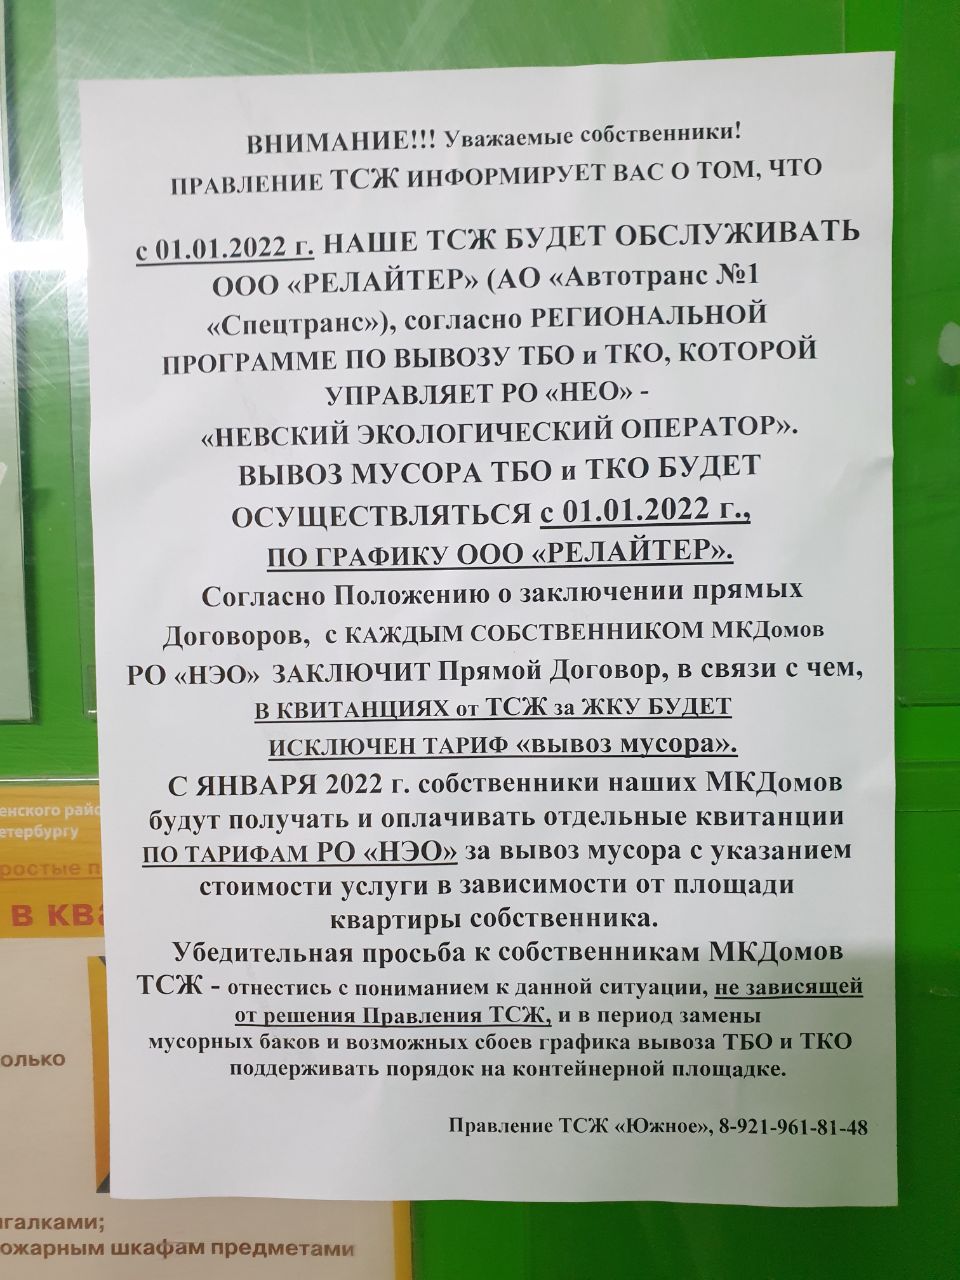 ВНИМАНИЕ!!! Уважаемые собственники!
ПРАВЛЕНИЕ ТСЖ ИНФОРМИРУЕТ ВАС О ТОМ, ЧТО
с 01.01.2022 г. НАШЕ ТСЖ БУДЕТ ОБСЛУЖИВАТЬ
ООО «РЕЛАЙТЕР» (АО «Автотранс №1
«Спецтранс»), согласно РЕГИОНАЛЬНОЙ
ПРОГРАММЕ ПО ВЫВОЗУ ТБО и ТКО, КОТОРОЙ
УПРАВЛЯЕТ РО «НЕО» -
«НЕВСКИЙ ЭКОЛОГИЧЕСКИЙ ОПЕРАТОР».
ВЫВОЗ МУСОРА ТБО и ТКО БУДЕТ
ОСУЩЕСТВЛЯТЬСЯ с 01.01.2022 г.,
ПО ГРАФИКУ ООО «РЕЛАЙТЕР».
Согласно Положению о заключении прямых
Договоров, с КАЖДЫМ СОБСТВЕННИКОМ МКДомов
РО «НЭО» ЗАКЛЮЧИТ Прямой Договор, в связи с чем,
В КВИТАНЦИЯХ от ТСЖ за ЖКУ БУДЕТ
ИСКЛЮЧЕН ТАРИФ «вывоз мусора».
С ЯНВАРЯ 2022 г. собственники наших МКДомов
будут получать и оплачивать отдельные квитанции
ПО ТАРИФАМ РО «НЭО» за вывоз мусора с указанием
стоимости услуги в зависимости от площади
квартиры собственника.
Убедительная просьба к собственникам МКДомов
ТСЖ - отнестись с пониманием к данной ситуации, не зависящей
от решения Правления ТСЖ, и в период замены
мусорных баков и возможных сбоев графика вывоза ТБО и ТКО
поддерживать порядок на контейнерной площадке.
Правление ТСЖ «Южное», 8-921-961-81-48
енского райо
етербургу
ростые п
в ква
олько
игалками;
ожарным шкафам предметами